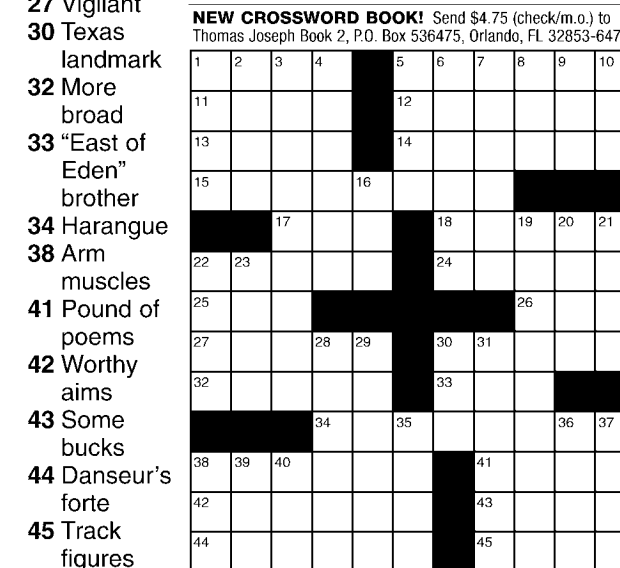 27 Vigilant
30 Texas
landmark
32 More
broad
33 “East of
Eden”
brother
34 Harangue
38 Arm
muscles
41 Pound of
poems
42 Worthy
aims
43 Some
bucks
44 Danseur’s
forte
45 Track
figures
NEW CROSSWORD BOOK! Send $4.75 (check/m.o.) to
Thomas Joseph Book 2, P.O. Box 536475, Orlando, FL 32853-647
1 2 3 4 5 6 7 8 9 10
11 12
13 14
15 16
17 18 19 20 21
22 23 24
25 26
27 28 29 30 31
32 33
34 35 36 37
38 39 40 41
42 43
44 45